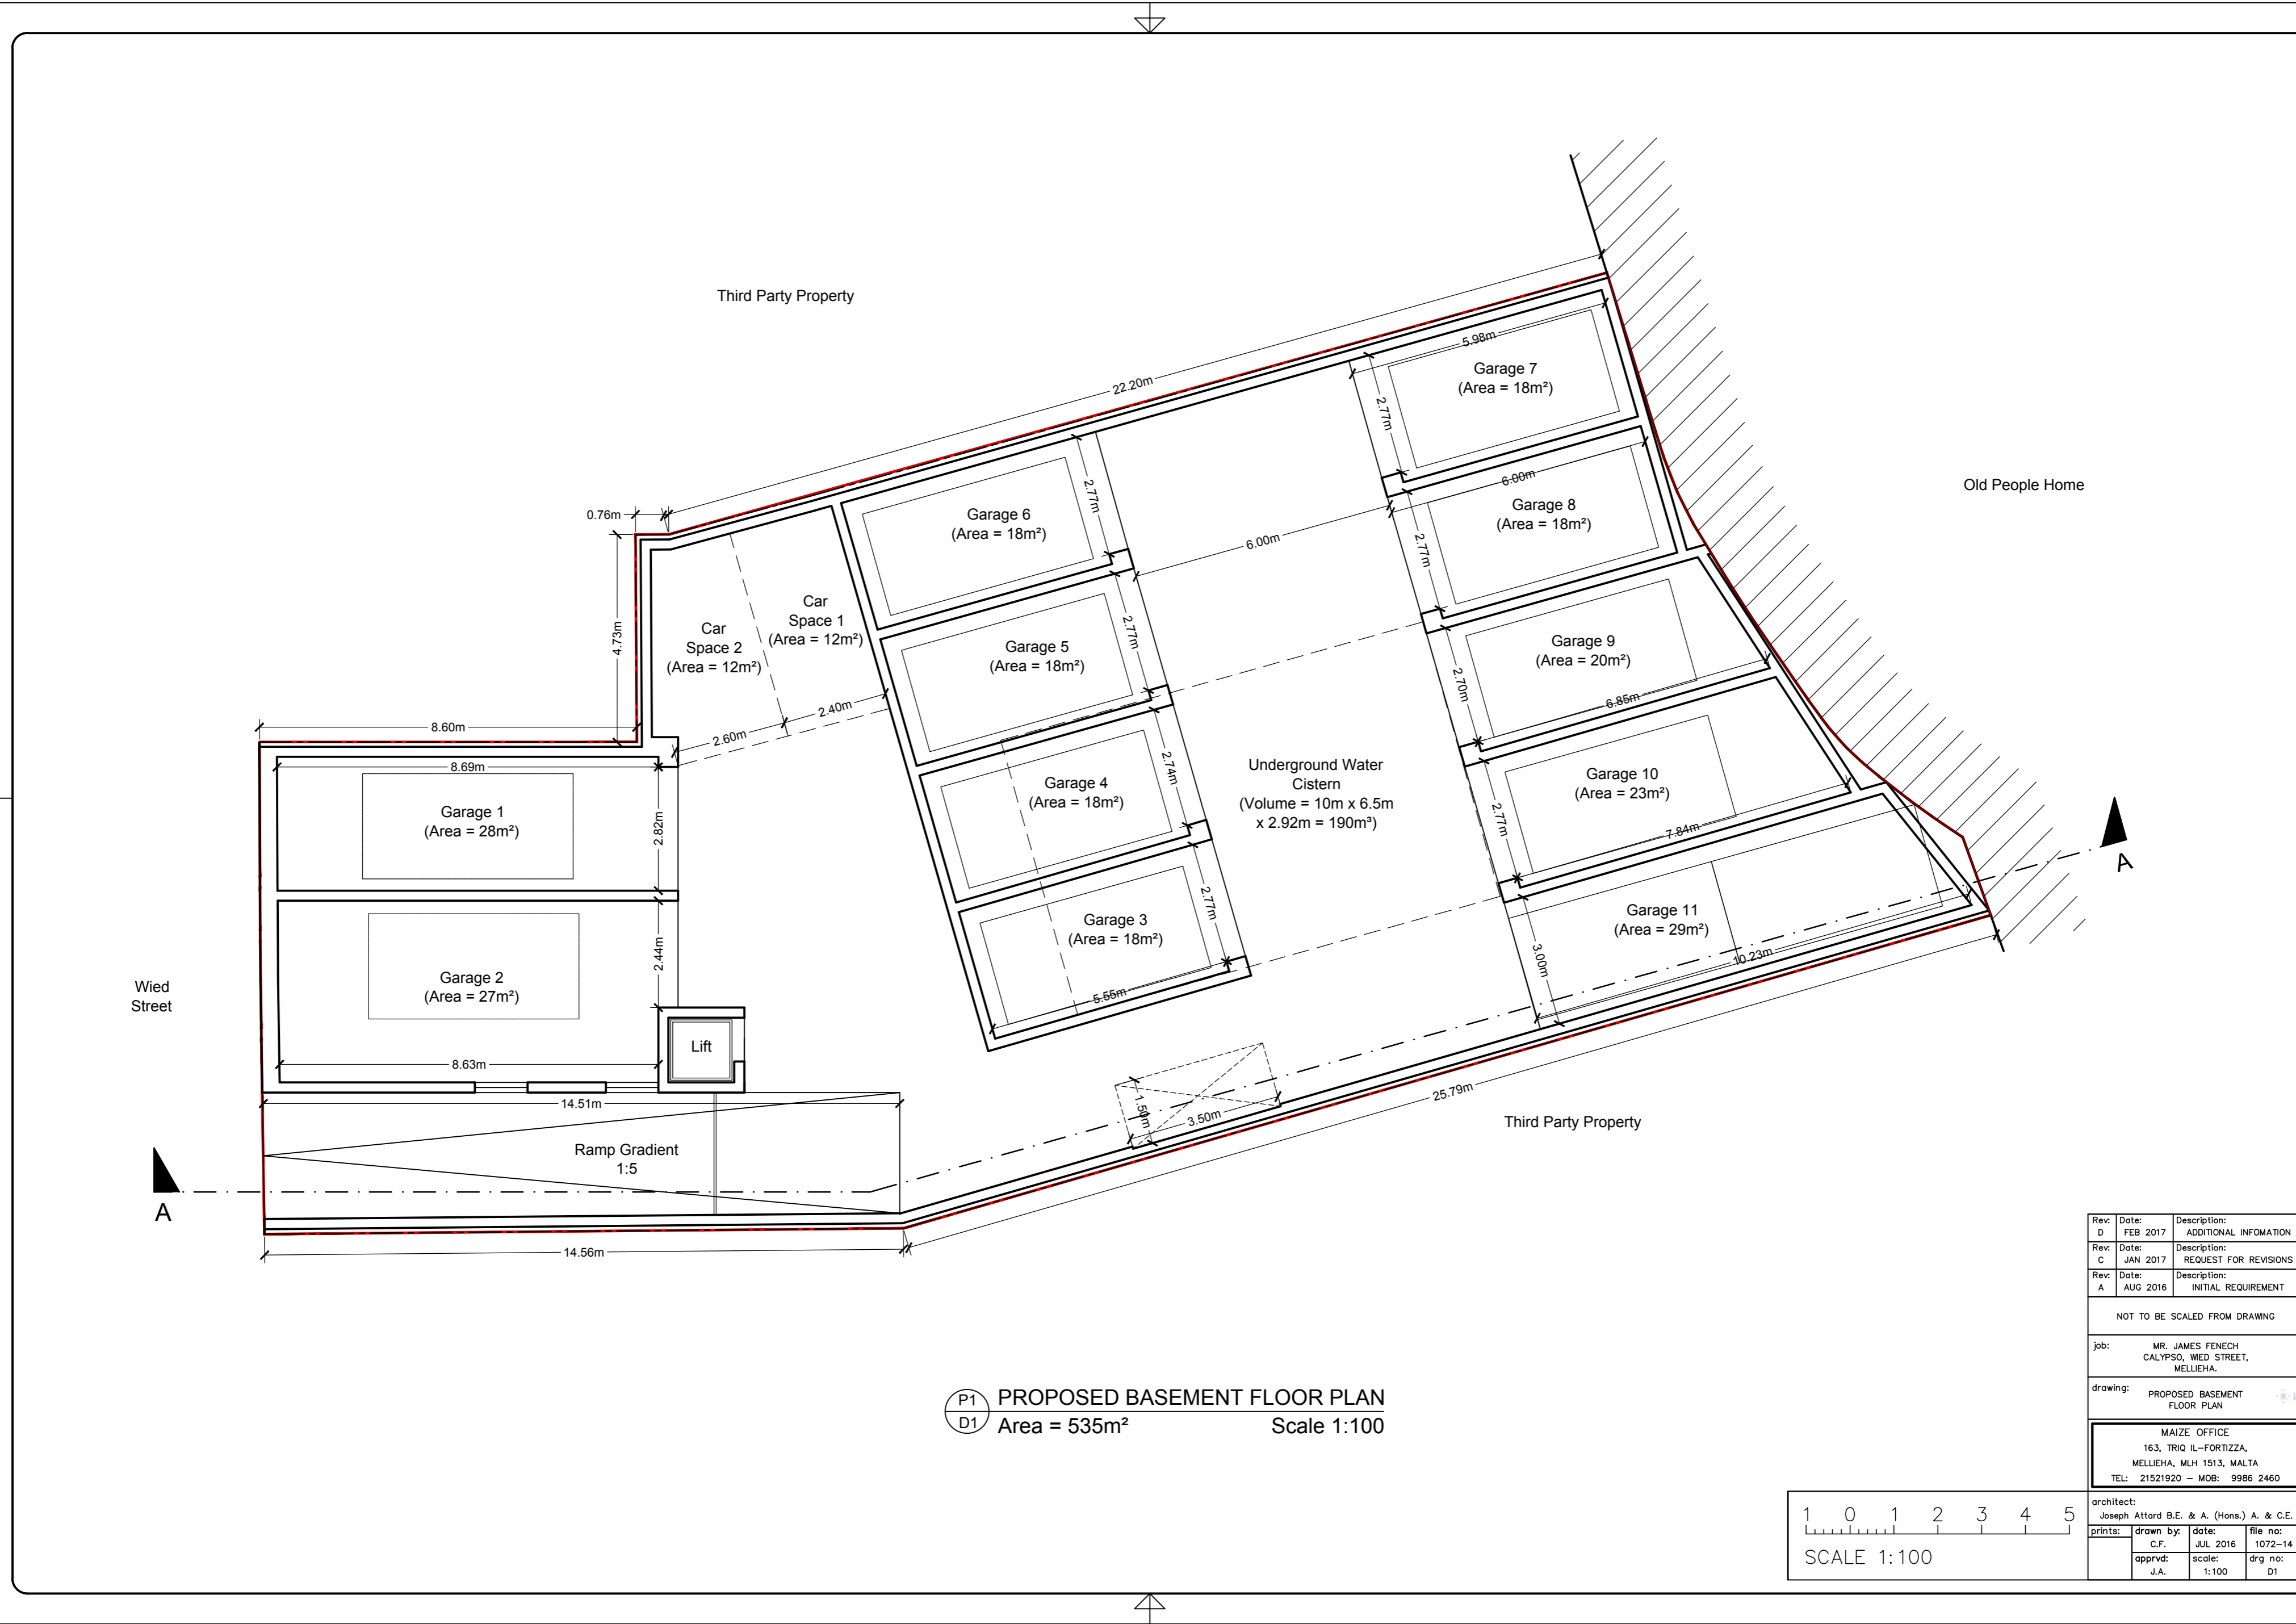 Third Party Property
Old People Home
22.20m
5.98m
Garage 7
(Area = 18m²)
2.77m
6.00m
Garage 8
(Area = 18m²)
2.77m
0.76m
4.73m
Garage 6
(Area = 18m²)
2.77m
6.00m
Car
Space 1
(Area = 12m²)
Car
Space 2
(Area = 12m²)
Garage 5
(Area = 18m²)
2.77m
Garage 9
(Area = 20m²)
2.70m
6.85m
8.60m
2.60m
2.40m
8.69m
Garage 1
(Area = 28m²)
2.82m
Garage 4
(Area = 18m²)
2.74m
Underground Water
Cistern
(Volume = 10m x 6.5m
x 2.92m = 190m³)
Garage 10
(Area = 23m²)
2.77m
7.84m
A
Garage 3
(Area = 18m²)
2.77m
5.55m
Garage 11
(Area = 29m²)
3.00m
10.23m
Wied
Street
Garage 2
(Area = 27m²)
2.44m
8.63m
Lift
14.51m
1.50m
3.50m
25.79m
Third Party Property
Ramp Gradient
1:5
A
14.56m
P1
D1
PROPOSED BASEMENT FLOOR PLAN
Area = 535m² Scale 1:100
1 0 1 2 3 4 5
SCALE 1:100
Rev: Date: Description:
D FEB 2017 ADDITIONAL INFOMATION
Rev: Date: Description:
C JAN 2017 REQUEST FOR REVISIONS
Rev: Date: Description:
A AUG 2016 INITIAL REQUIREMENT
NOT TO BE SCALED FROM DRAWING
job: MR. JAMES FENECH
CALYPSO, WIED STREET,
MELLIEHA.
drawing: PROPOSED BASEMENT
FLOOR PLAN
MAIZE OFFICE
163, TRIQ IL-FORTIZZA,
MELLIEHA, MLH 1513, MALTA
TEL: 21521920 - MOB: 9986 2460
architect:
Joseph Attard B.E. & A. (Hons.) A. & C.E.
prints: drawn by: date: file no:
C.F. JUL 2016 1072-14
apprvd: scale: drg no:
J.A. 1:100 D1